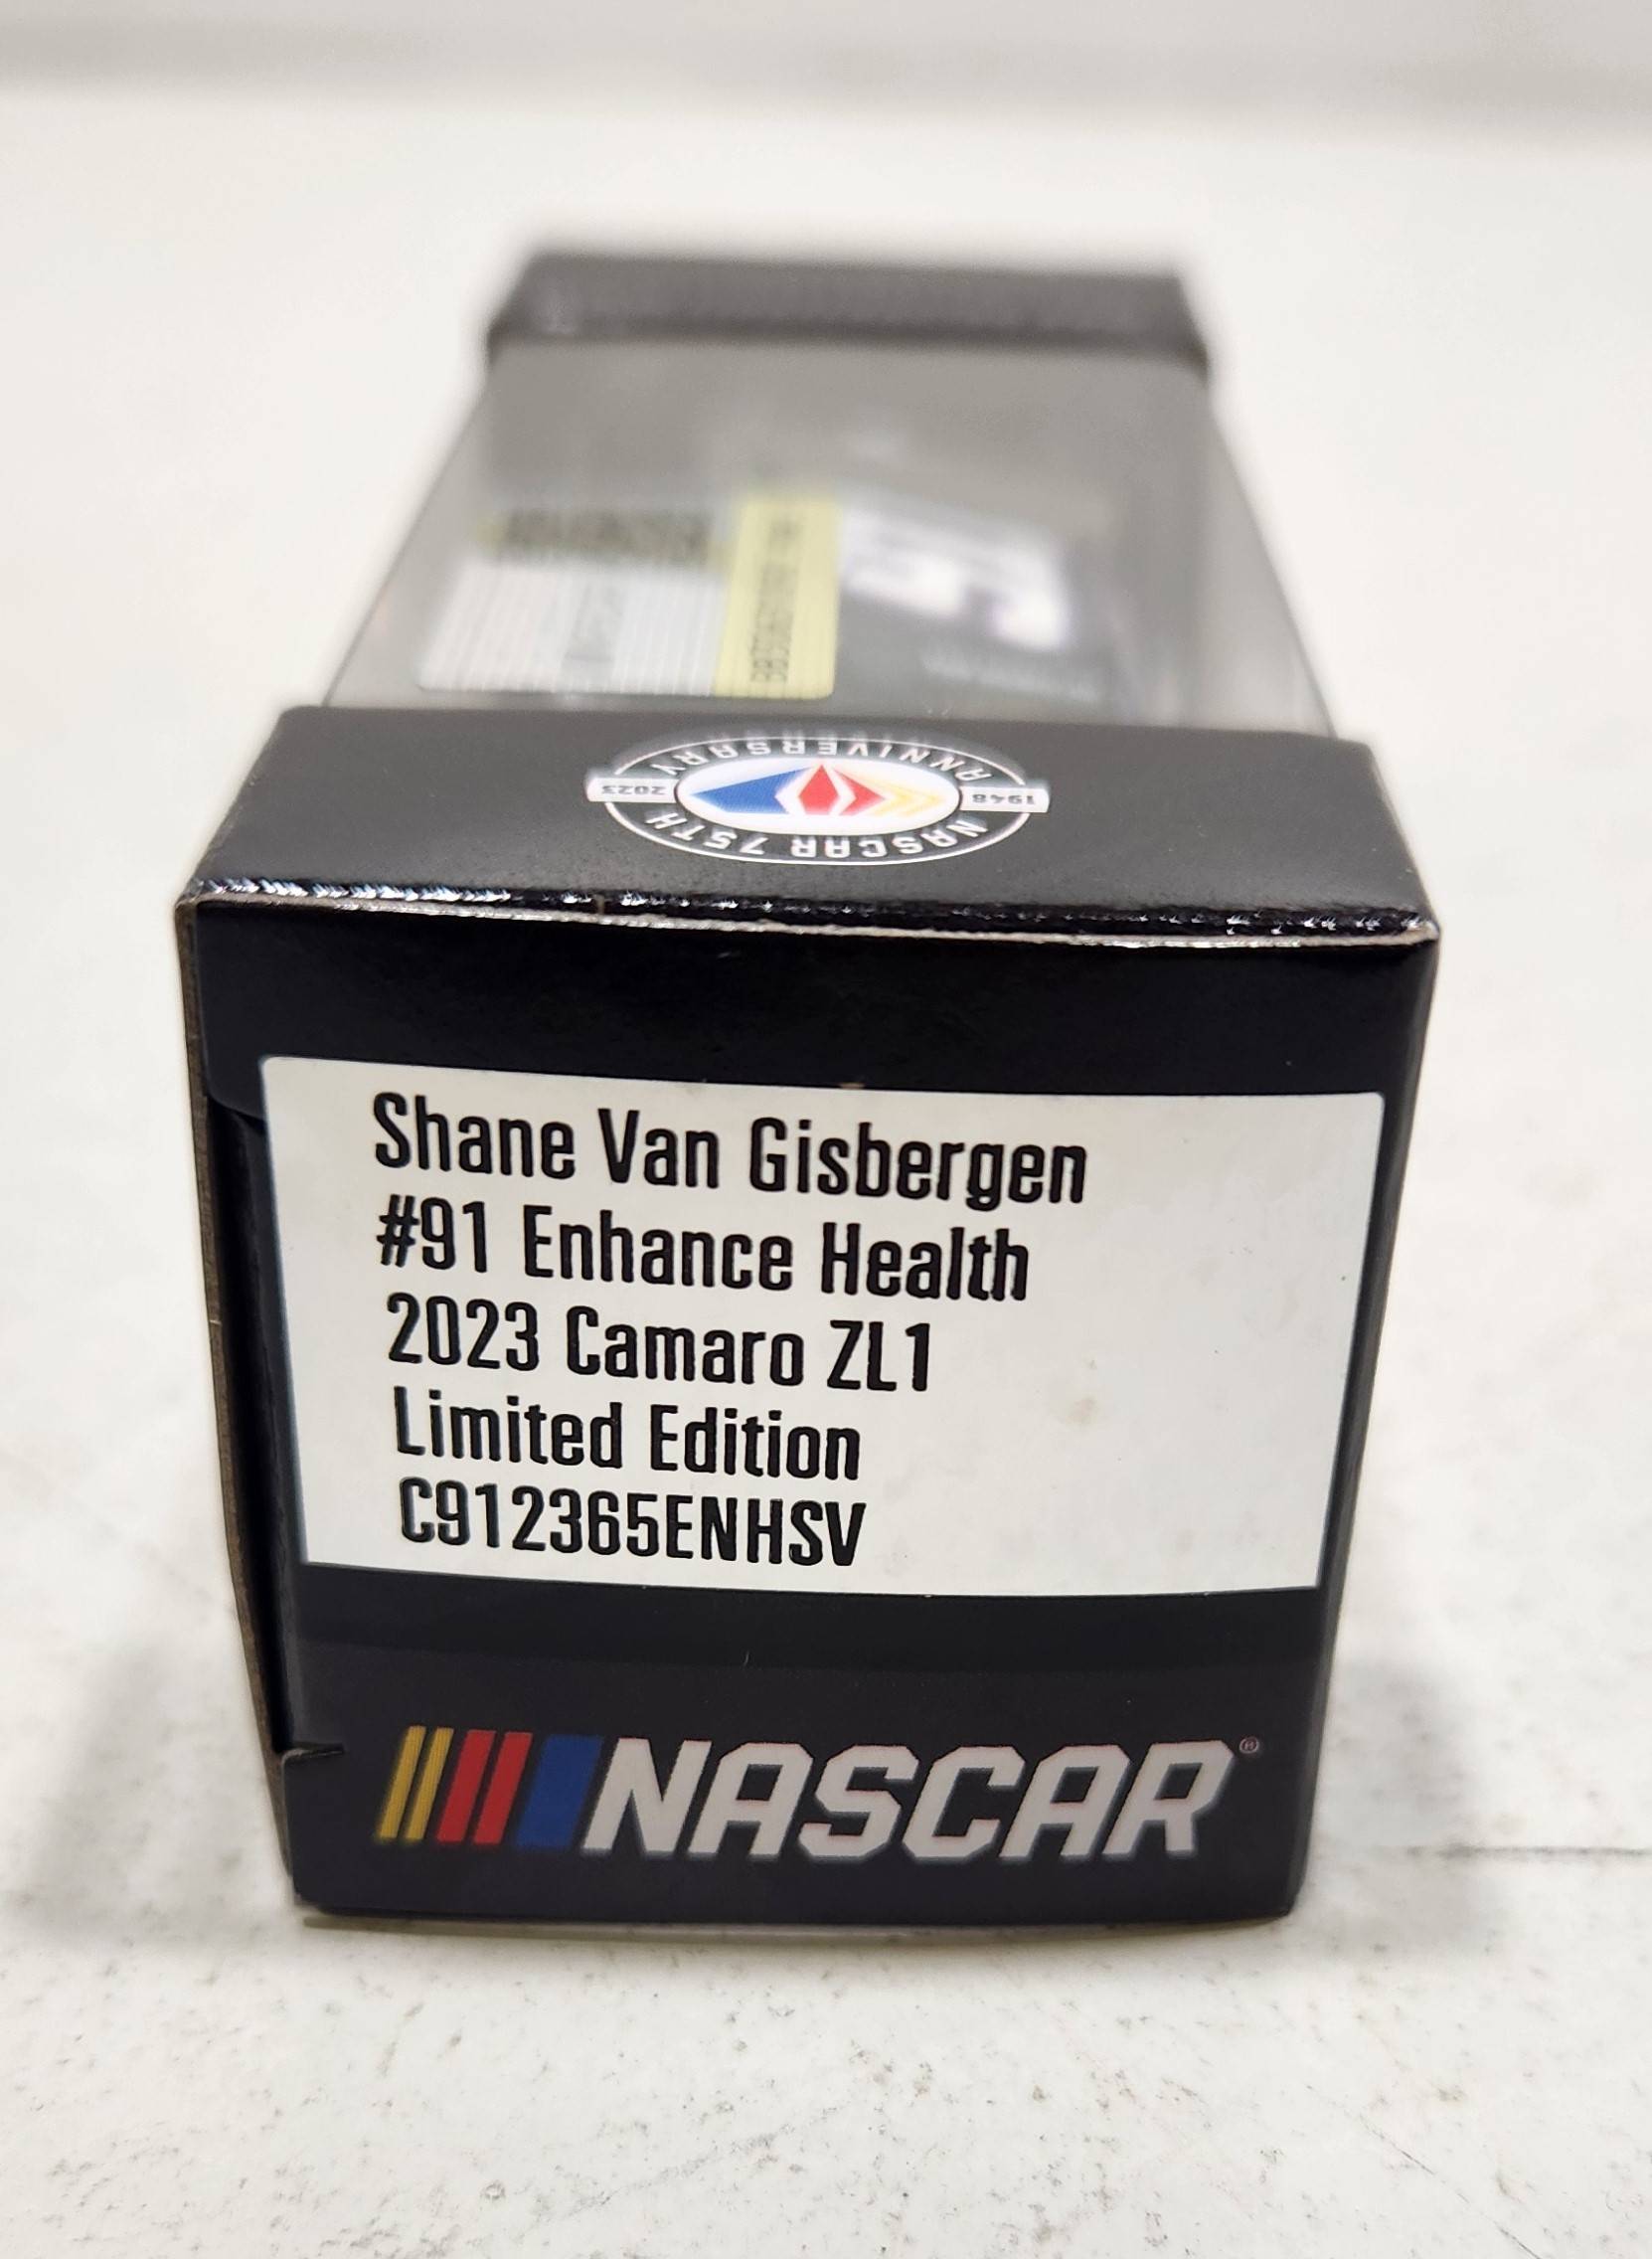 NASCAR 75TH
ANNIVERSARY
1948
2023
Shane Van Gisbergen
#91 Enhance Health
2023 Camaro ZL1
Limited Edition
C912365ENHSV
NASCAR®